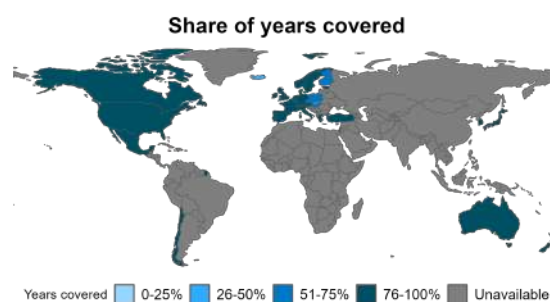 Share of years covered
Years covered 0-25% 26-50% 51-75% 76-100% Unavailable